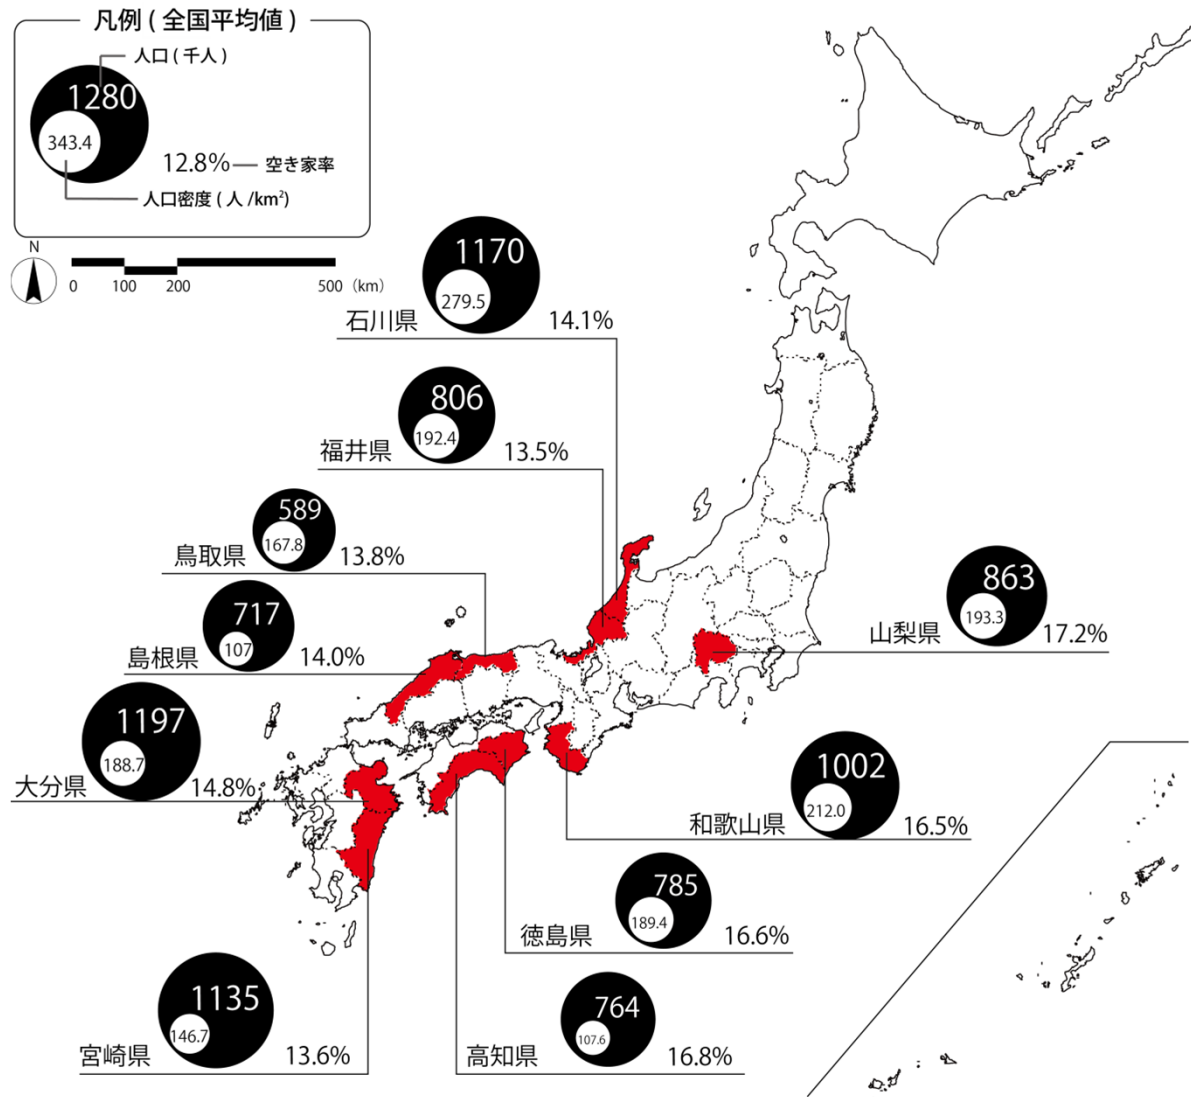 凡例 ( 全国平均値 )
人口 ( 千人 )
1280
343.4
12.8%
空き家率
人口密度 ( 人 /km²)
N
0 100 200 500 (km)
1170
279.5
石川県 14.1%
806
192.4
福井県 13.5%
589
167.8
鳥取県 13.8%
717
107
島根県 14.0%
863
193.3
山梨県 17.2%
1197
188.7
大分県 14.8%
1002
212.0
和歌山県 16.5%
785
189.4
徳島県 16.6%
1135
146.7
宮崎県 13.6%
764
107.6
高知県 16.8%